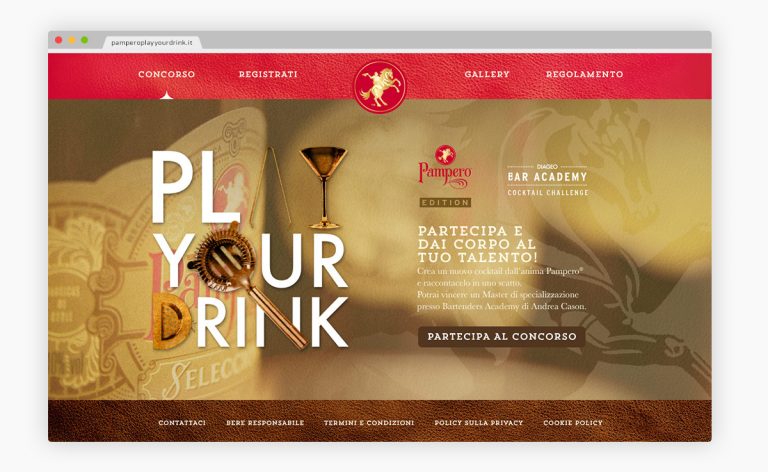 pamperoplayyourdrink.it
CONCORSO
REGISTRATI
GALLERY
REGOLAMENTO
PLAY
YOUR
DRINK
Pampero
EDITION
DIAGEO
BAR ACADEMY
COCKTAIL CHALLENGE
PARTECIPA E
DAI CORPO AL
TUO TALENTO!
Crea un nuovo cocktail dall'anima Pampero®
e raccontacelo in uno scatto.
Potrai vincere un Master di specializzazione
presso Bartenders Academy di Andrea Cason.
PARTECIPA AL CONCORSO
SELECC
CONTATTACI
BERE RESPONSABILE
TERMINI E CONDIZIONI
POLICY SULLA PRIVACY
COOKIE POLICY